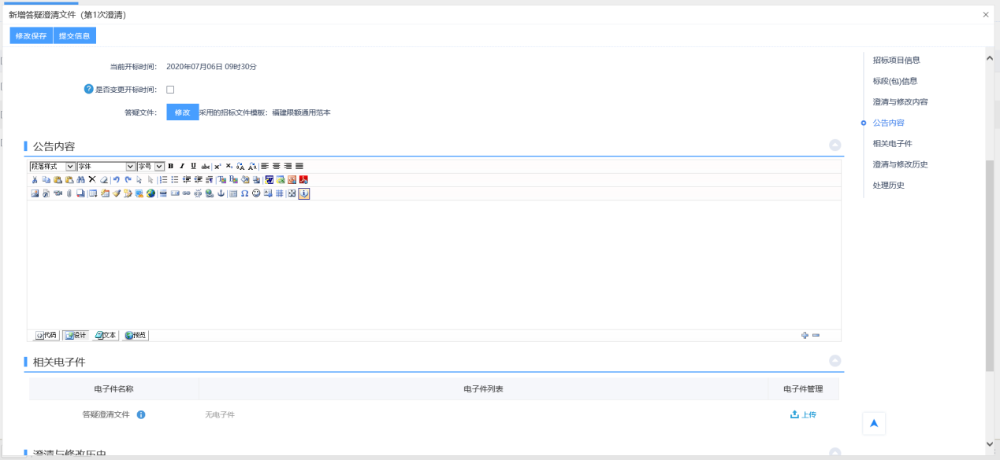 新增答疑澄清文件（第1次澄清）
×
修改保存 提交信息
当前开标时间： 2020年07月06日 09时30分
? 是否变更开标时间：
答疑文件： 修改 采用的招标文件模板：福建限额通用范本
公告内容
段落样式 字体 字号 B I U abc
代码 设计 文本 预览
相关电子件
电子件名称 电子件列表 电子件管理
答疑澄清文件 无电子件 上传
澄清与修改历史
招标项目信息
标段(包)信息
澄清与修改内容
公告内容
相关电子件
澄清与修改历史
处理历史